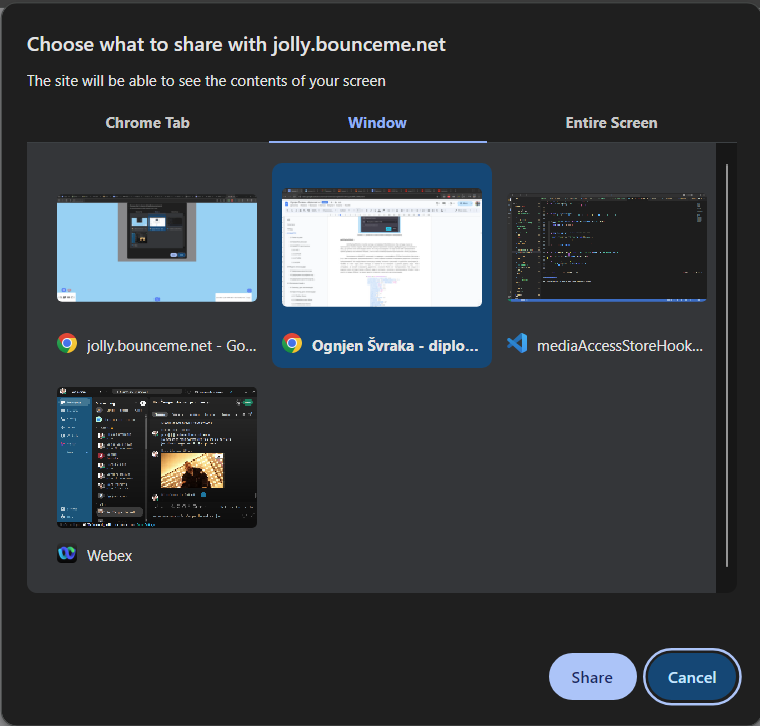 Choose what to share with jolly.bounceme.net
The site will be able to see the contents of your screen
Chrome Tab
Window
Entire Screen
jolly.bounceme.net - Go...
Ognjen Švraka - diplo...
mediaAccessStoreHook...
Webex
Share
Cancel